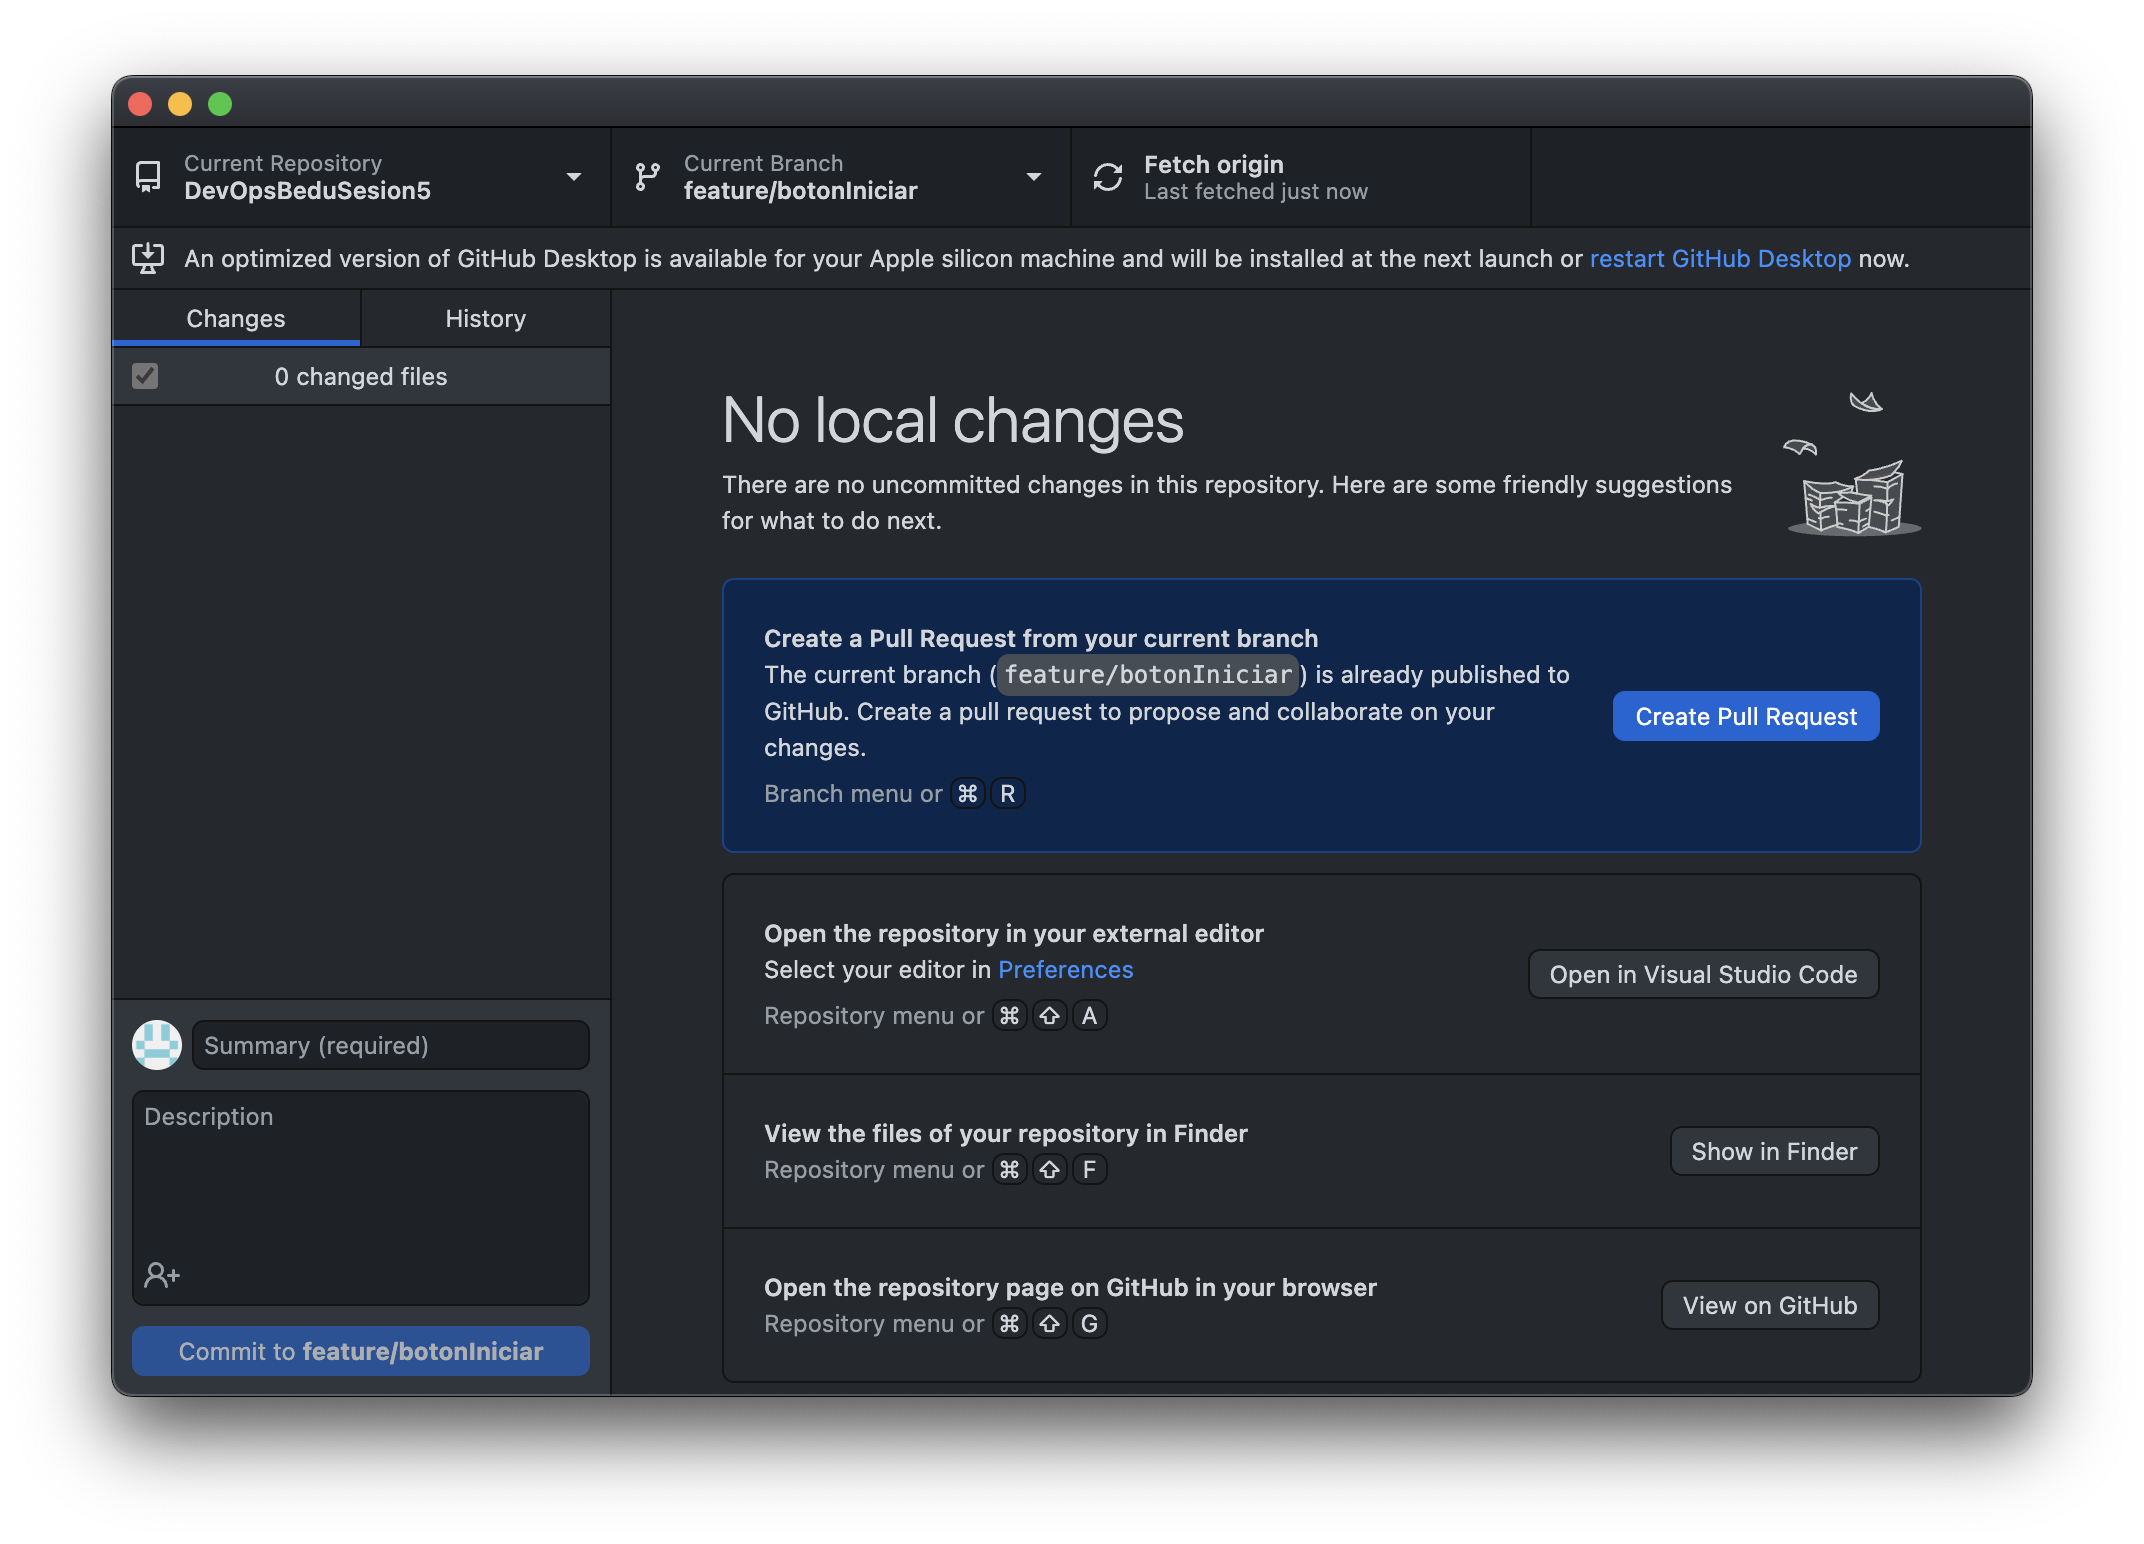 Current Repository
DevOpsBeduSesion5
Current Branch
feature/botonIniciar
Fetch origin
Last fetched just now
An optimized version of GitHub Desktop is available for your Apple silicon machine and will be installed at the next launch or restart GitHub Desktop now.
Changes
History
0 changed files
No local changes
There are no uncommitted changes in this repository. Here are some friendly suggestions
for what to do next.
Create a Pull Request from your current branch
The current branch (feature/botonIniciar) is already published to
GitHub. Create a pull request to propose and collaborate on your
changes.
Branch menu or ⌘ R
Create Pull Request
Open the repository in your external editor
Select your editor in Preferences
Repository menu or ⌘ ⇧ A
Open in Visual Studio Code
View the files of your repository in Finder
Repository menu or ⌘ ⇧ F
Show in Finder
Open the repository page on GitHub in your browser
Repository menu or ⌘ ⇧ G
View on GitHub
Summary (required)
Description
Commit to feature/botonIniciar